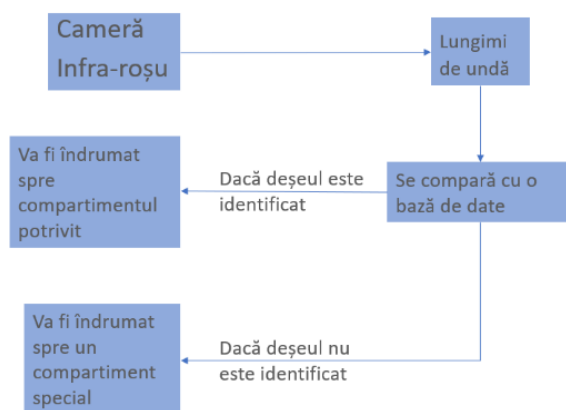 Cameră
Infra-roșu
Lungimi
de undă
Va fi îndrumat
spre
compartimentul
potrivit
Dacă deșeul este
identificat
Se compară cu o
bază de date
Va fi îndrumat
spre un
compartiment
special
Dacă deșeul nu
este identificat